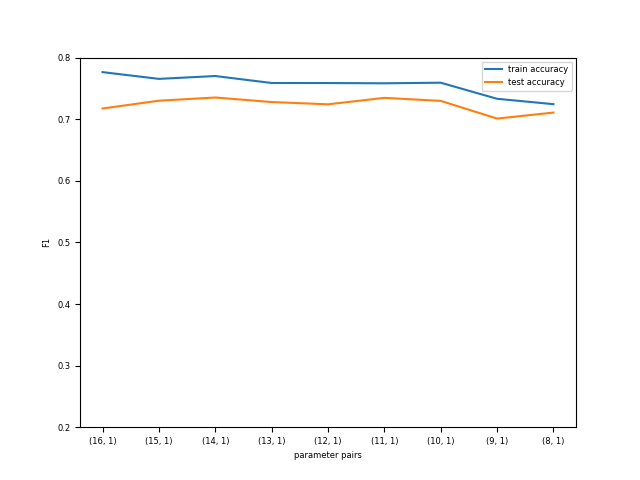 0.8
0.7
0.6
0.5
0.4
0.3
0.2
F1
train accuracy
test accuracy
(16, 1) (15, 1) (14, 1) (13, 1) (12, 1) (11, 1) (10, 1) (9, 1) (8, 1)
parameter pairs